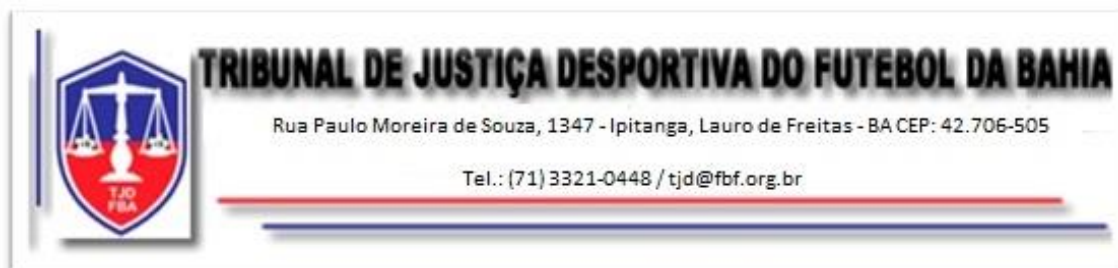 TRIBUNAL DE JUSTIÇA DESPORTIVA DO FUTEBOL DA BAHIA
Rua Paulo Moreira de Souza, 1347 - Ipitanga, Lauro de Freitas - BA CEP: 42.706-505
Tel.: (71) 3321-0448 / tjd@fbf.org.br
TJD
FBA